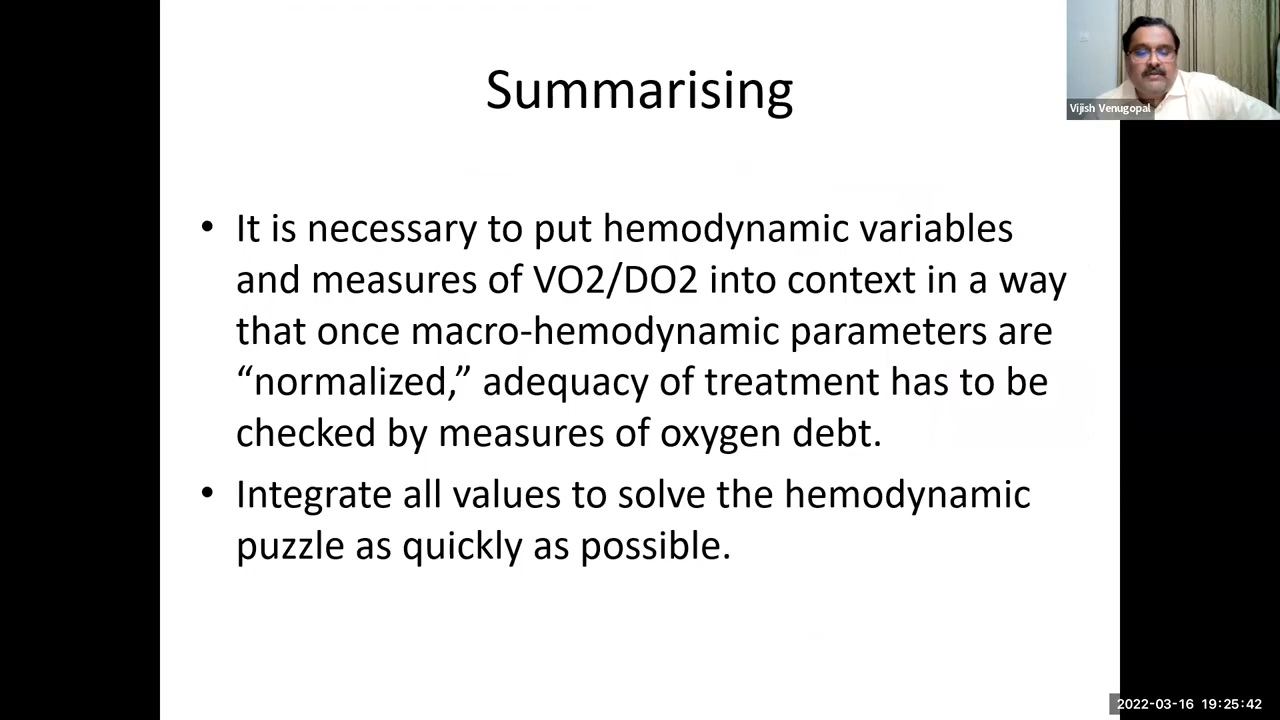 Summarising
Vijish Venugopal
• It is necessary to put hemodynamic variables
and measures of VO2/DO2 into context in a way
that once macro-hemodynamic parameters are
“normalized,” adequacy of treatment has to be
checked by measures of oxygen debt.
• Integrate all values to solve the hemodynamic
puzzle as quickly as possible.
2022-03-16 19:25:42